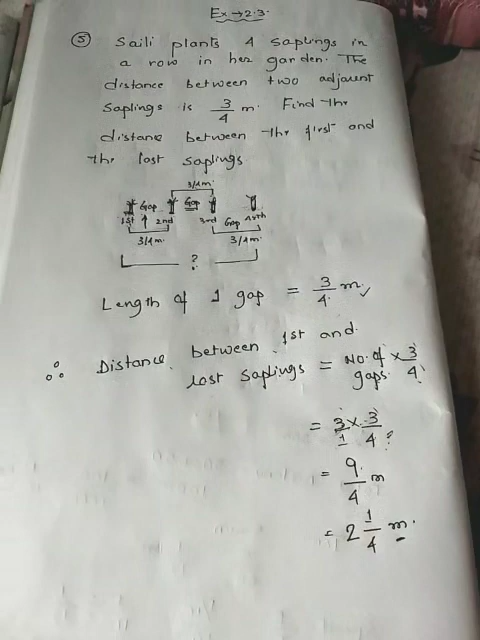 Ex → 2.3.
⑤ Saili plants 4 saplings in
a row in her garden. The
distance between two adjacent
saplings is 3/4 m. Find the
distance between the first and
the last saplings.
3/4m.
Gap Gap
1st 2nd 3rd Gap 4th
3/4m. 3/4m.
?
Length of 1 gap = 3/4 m.
∴ Distance between 1st and
last saplings = No. of gaps × 3/4
= 3/1 × 3/4
= 9/4 m
= 2 1/4 m.